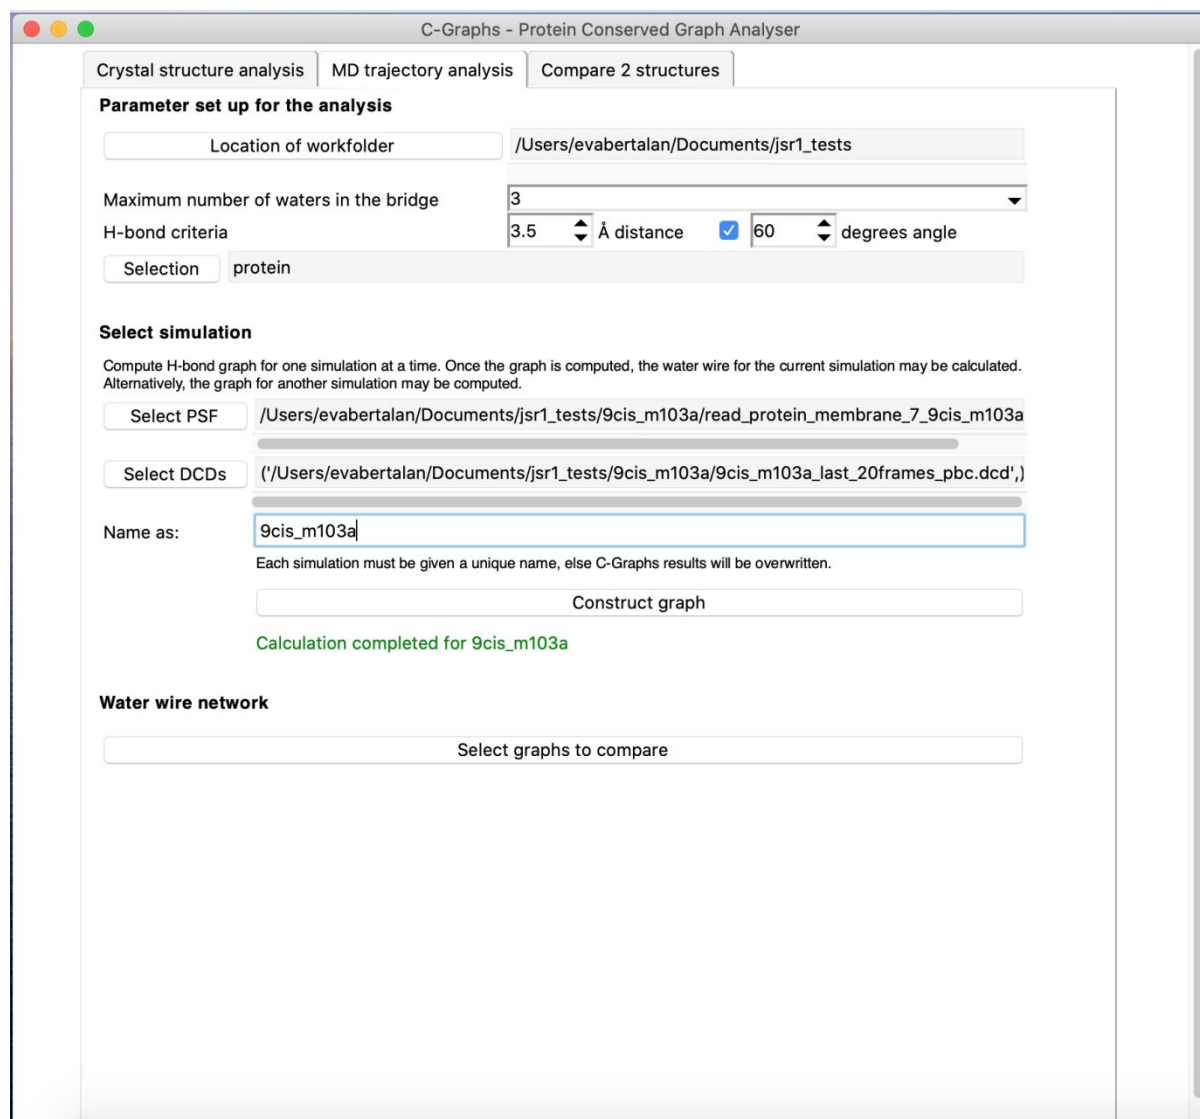 C-Graphs - Protein Conserved Graph Analyser
Crystal structure analysis
MD trajectory analysis
Compare 2 structures
Parameter set up for the analysis
Location of workfolder
/Users/evabertalan/Documents/jsr1_tests
Maximum number of waters in the bridge
3
H-bond criteria
3.5
Å distance
60
degrees angle
Selection
protein
Select simulation
Compute H-bond graph for one simulation at a time. Once the graph is computed, the water wire for the current simulation may be calculated.
Alternatively, the graph for another simulation may be computed.
Select PSF
/Users/evabertalan/Documents/jsr1_tests/9cis_m103a/read_protein_membrane_7_9cis_m103a
Select DCDs
('/Users/evabertalan/Documents/jsr1_tests/9cis_m103a/9cis_m103a_last_20frames_pbc.dcd',)
Name as:
9cis_m103a
Each simulation must be given a unique name, else C-Graphs results will be overwritten.
Construct graph
Calculation completed for 9cis_m103a
Water wire network
Select graphs to compare